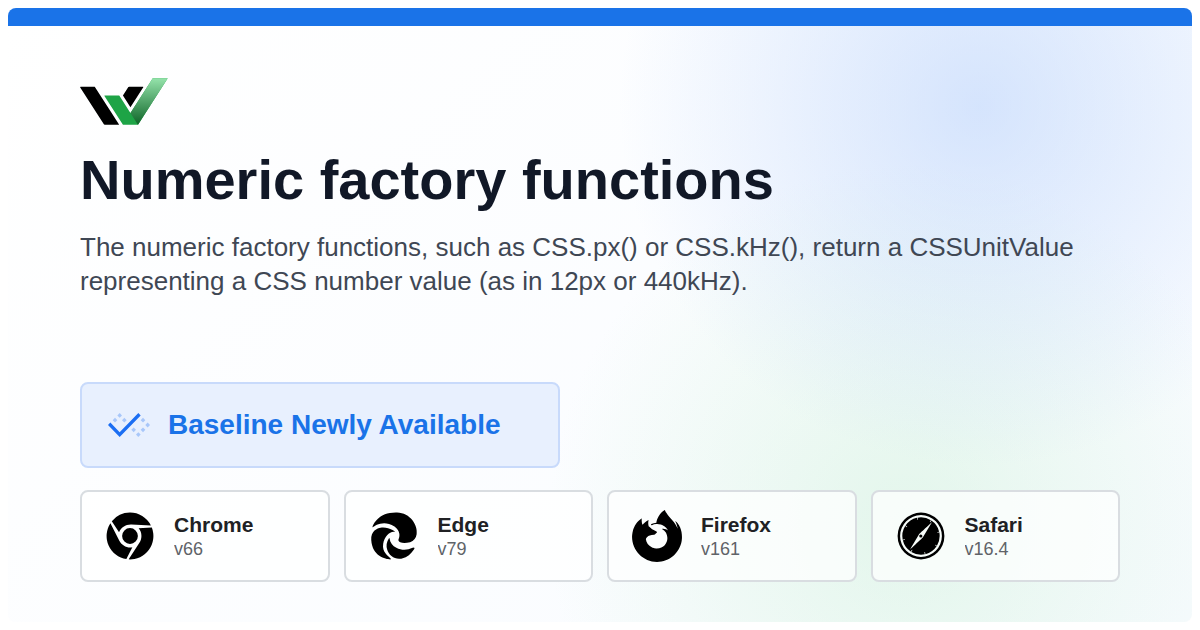 Numeric factory functions
The numeric factory functions, such as CSS.px() or CSS.kHz(), return a CSSUnitValue
representing a CSS number value (as in 12px or 440kHz).
Baseline Newly Available
Chrome
v66
Edge
v79
Firefox
v161
Safari
v16.4